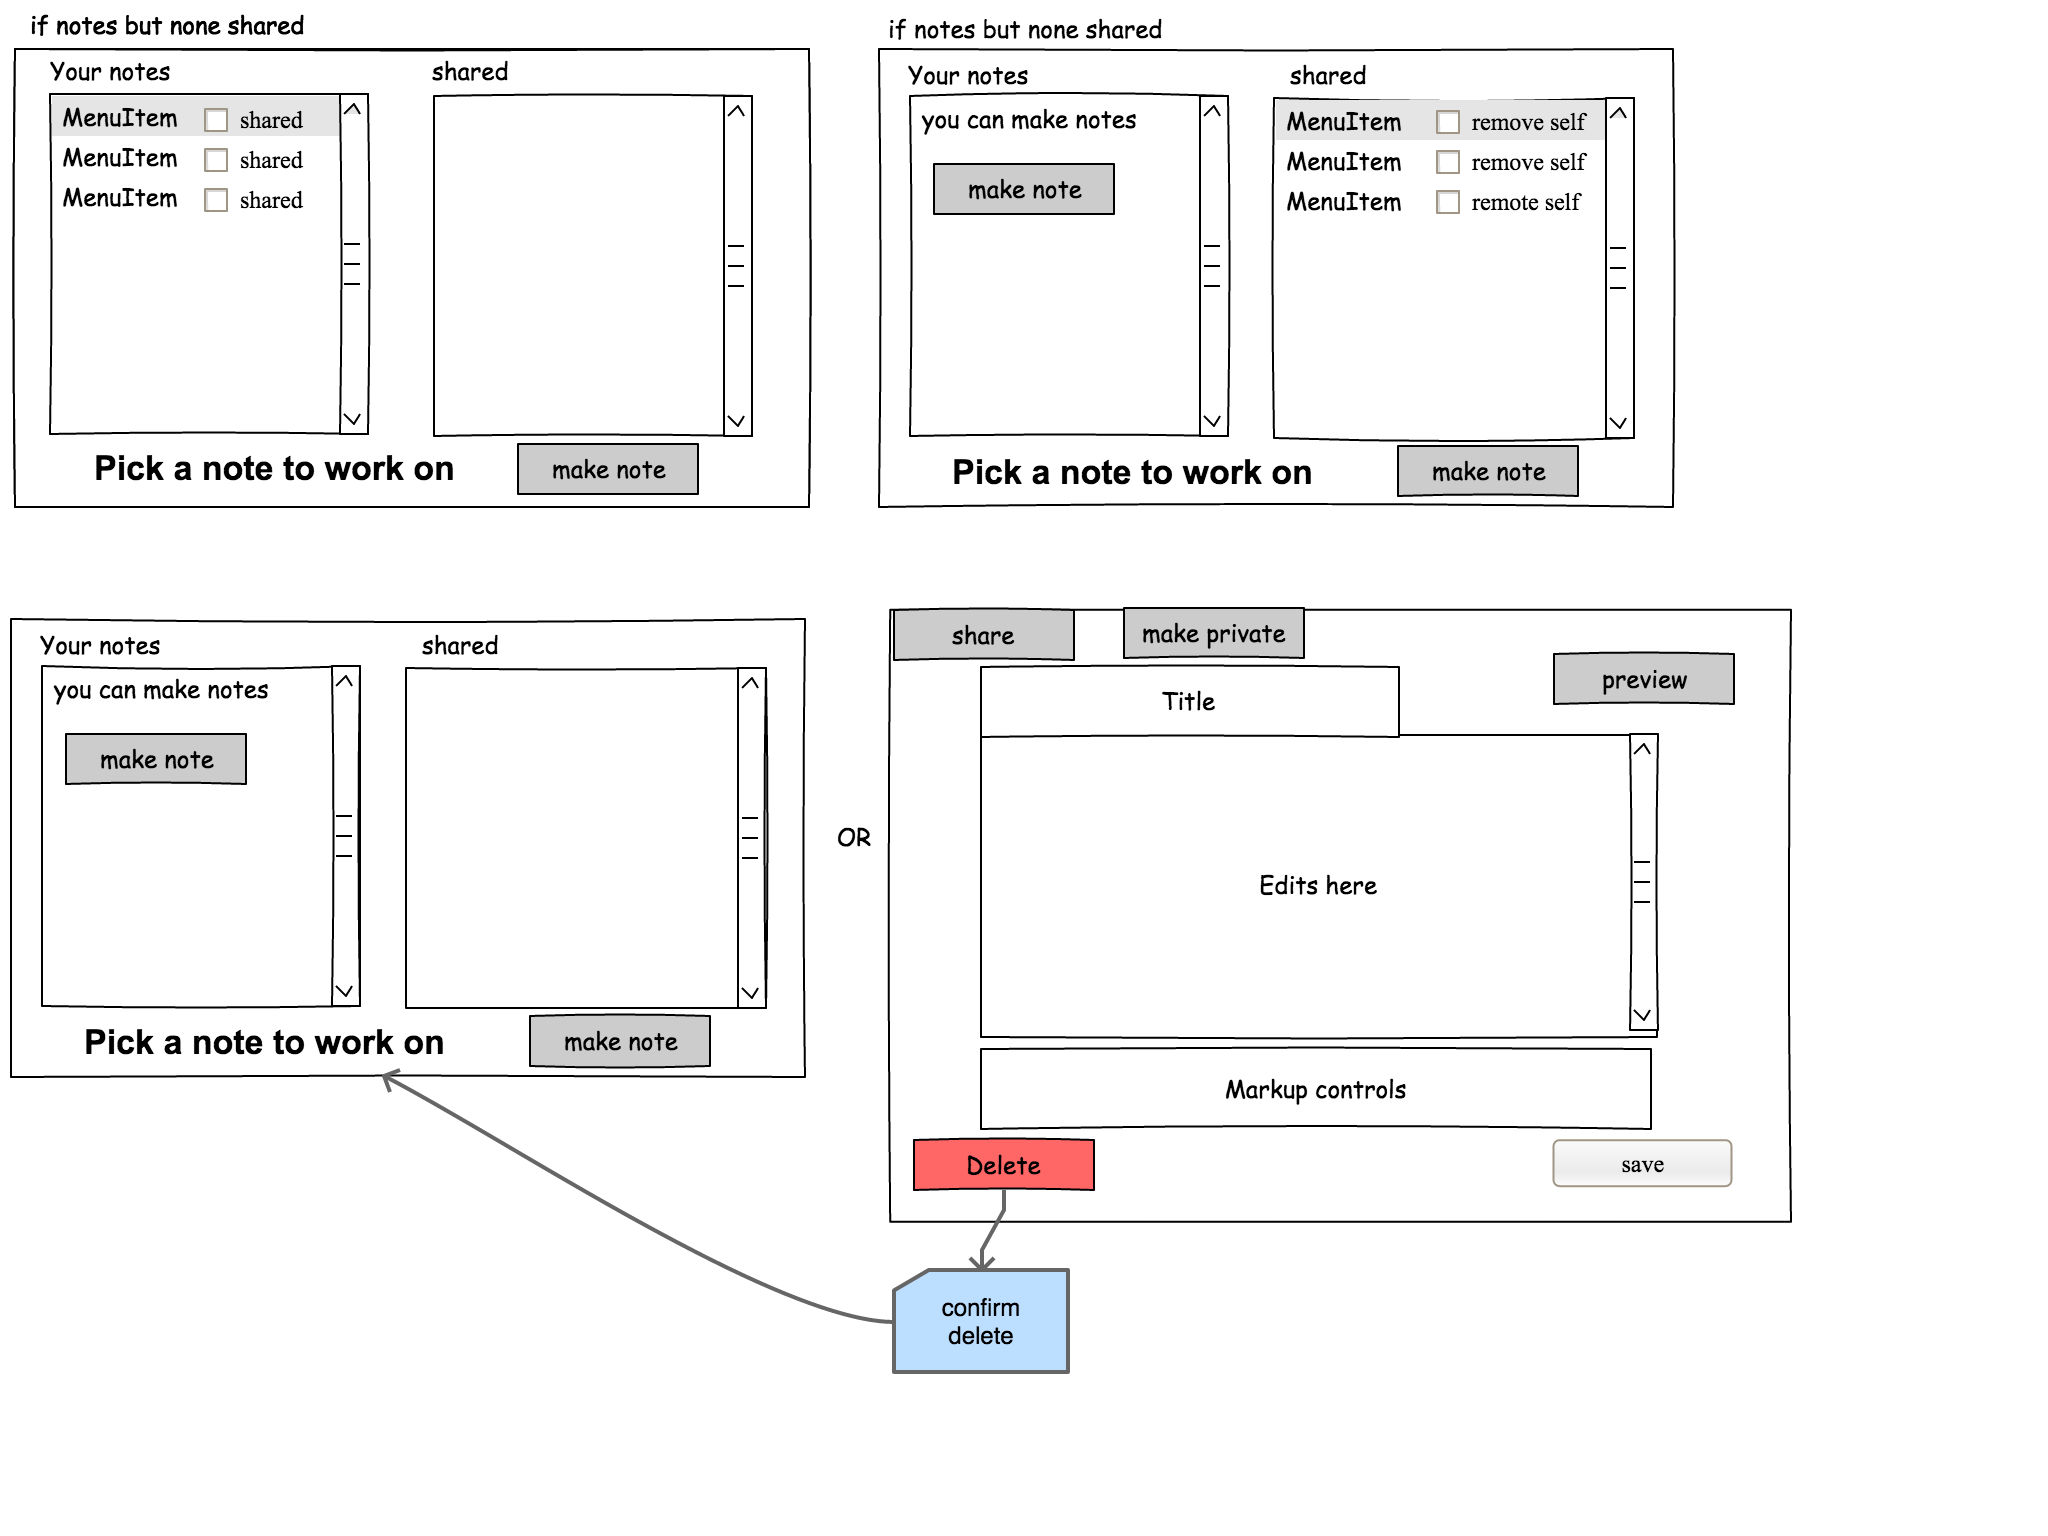 if notes but none shared
Your notes
shared
MenuItem shared
MenuItem shared
MenuItem shared
Pick a note to work on
make note
if notes but none shared
Your notes
shared
you can make notes
make note
MenuItem remove self
MenuItem remove self
MenuItem remote self
Pick a note to work on
make note
Your notes
shared
you can make notes
make note
Pick a note to work on
make note
OR
share
make private
preview
Title
Edits here
Markup controls
Delete
save
confirm
delete